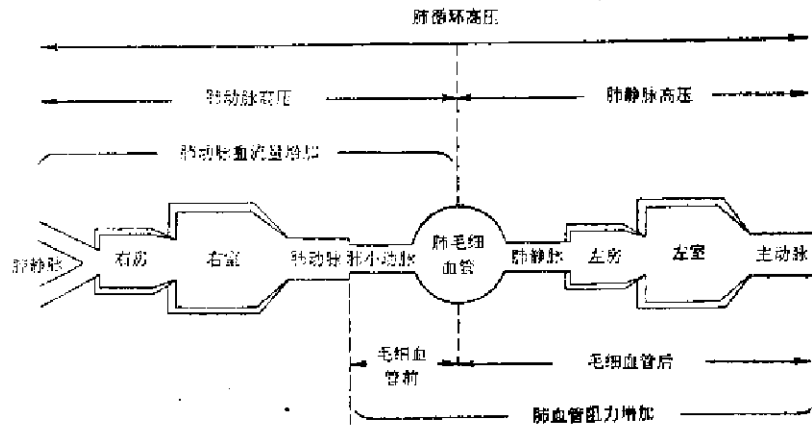 肺循环高压
肺动脉高压
肺静脉高压
肺动脉血流量增加
肺静脉
右房
右室
肺动脉
肺小动脉
肺毛细
血管
肺静脉
左房
左室
主动脉
毛细血
管前
毛细血管后
肺血管阻力增加